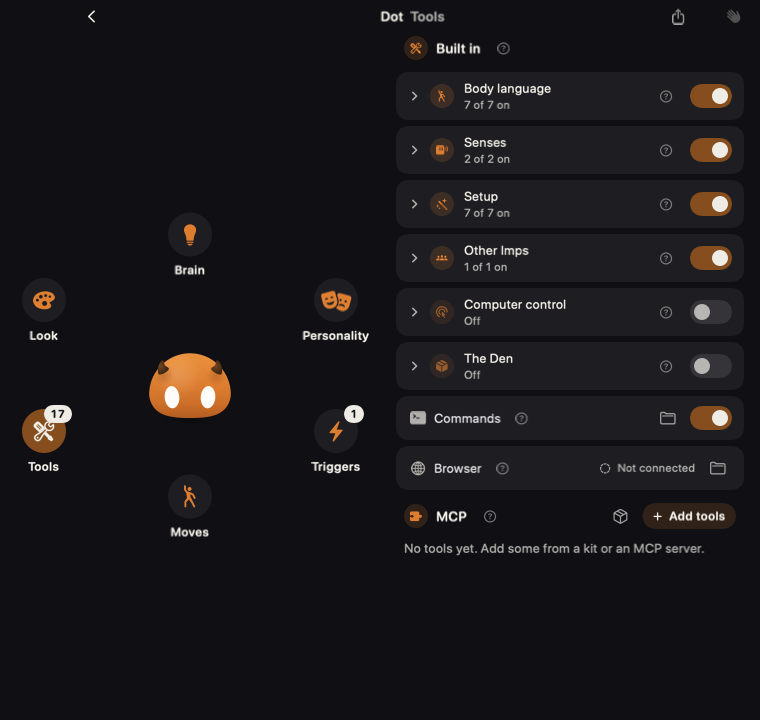 Dot Tools
Built in
Body language
7 of 7 on
Senses
2 of 2 on
Setup
7 of 7 on
Other Imps
1 of 1 on
Computer control
Off
The Den
Off
Commands
Browser
Not connected
MCP
+ Add tools
No tools yet. Add some from a kit or an MCP server.
Brain
Look
Personality
17
Tools
1
Triggers
Moves